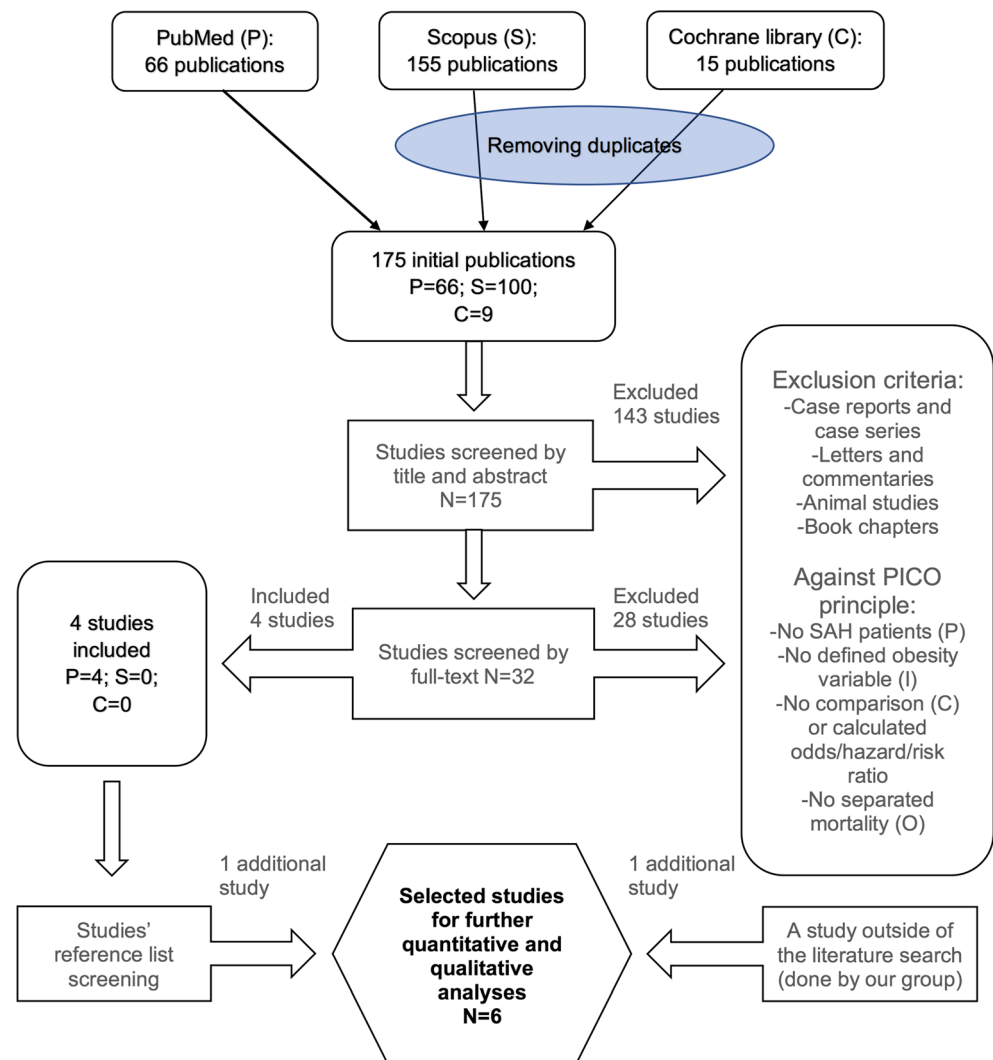 PubMed (P):
66 publications
Scopus (S):
155 publications
Cochrane library (C):
15 publications
Removing duplicates
175 initial publications
P=66; S=100;
C=9
Excluded
143 studies
Studies screened by
title and abstract
N=175
Exclusion criteria:
-Case reports and
case series
-Letters and
commentaries
-Animal studies
-Book chapters
Against PICO
principle:
-No SAH patients (P)
-No defined obesity
variable (I)
-No comparison (C)
or calculated
odds/hazard/risk
ratio
-No separated
mortality (O)
Included
4 studies
Excluded
28 studies
Studies screened by
full-text N=32
4 studies
included
P=4; S=0;
C=0
1 additional
study
1 additional
study
Studies’
reference list
screening
Selected studies
for further
quantitative and
qualitative
analyses
N=6
A study outside of
the literature search
(done by our group)